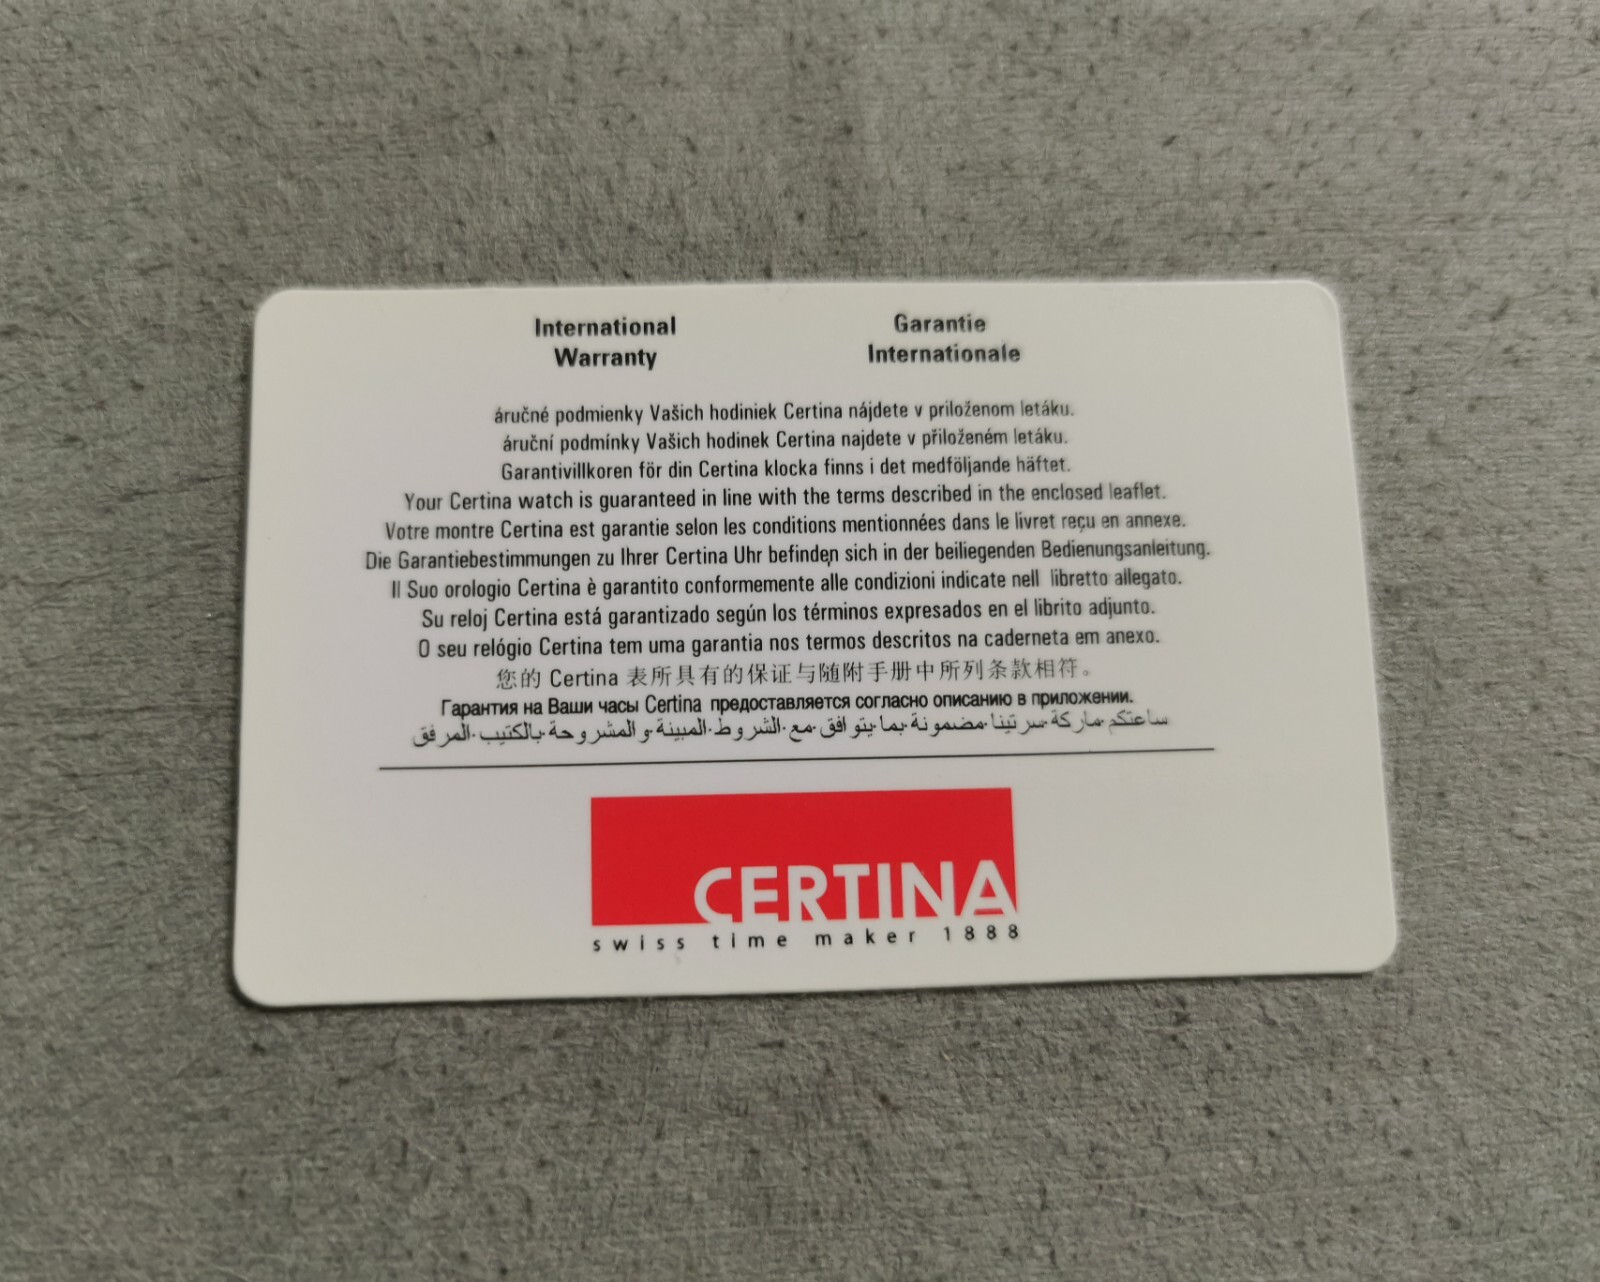 International
Warranty
Garantie
Internationale
áručné podmienky Vašich hodiniek Certina nájdete v priloženom letáku.
áruční podmínky Vašich hodinek Certina najdete v přiloženém letáku.
Garantivillkoren för din Certina klocka finns i det medföljande häftet.
Your Certina watch is guaranteed in line with the terms described in the enclosed leaflet.
Votre montre Certina est garantie selon les conditions mentionnées dans le livret reçu en annexe.
Die Garantiebestimmungen zu Ihrer Certina Uhr befinden sich in der beiliegenden Bedienungsanleitung.
Il Suo orologio Certina è garantito conformemente alle condizioni indicate nell libretto allegato.
Su reloj Certina está garantizado según los términos expresados en el librito adjunto.
O seu relógio Certina tem uma garantia nos termos descritos na caderneta em anexo.
您的 Certina 表所具有的保证与随附手册中所列条款相符。
Гарантия на Ваши часы Certina предоставляется согласно описанию в приложении.
ساعتكم·ماركة·سرتينا·مضمونة·بما·يتوافق·مع·الشروط·المبينة·و المشروحة·بالكتيب·المرفق
CERTINA
swiss time maker 1888